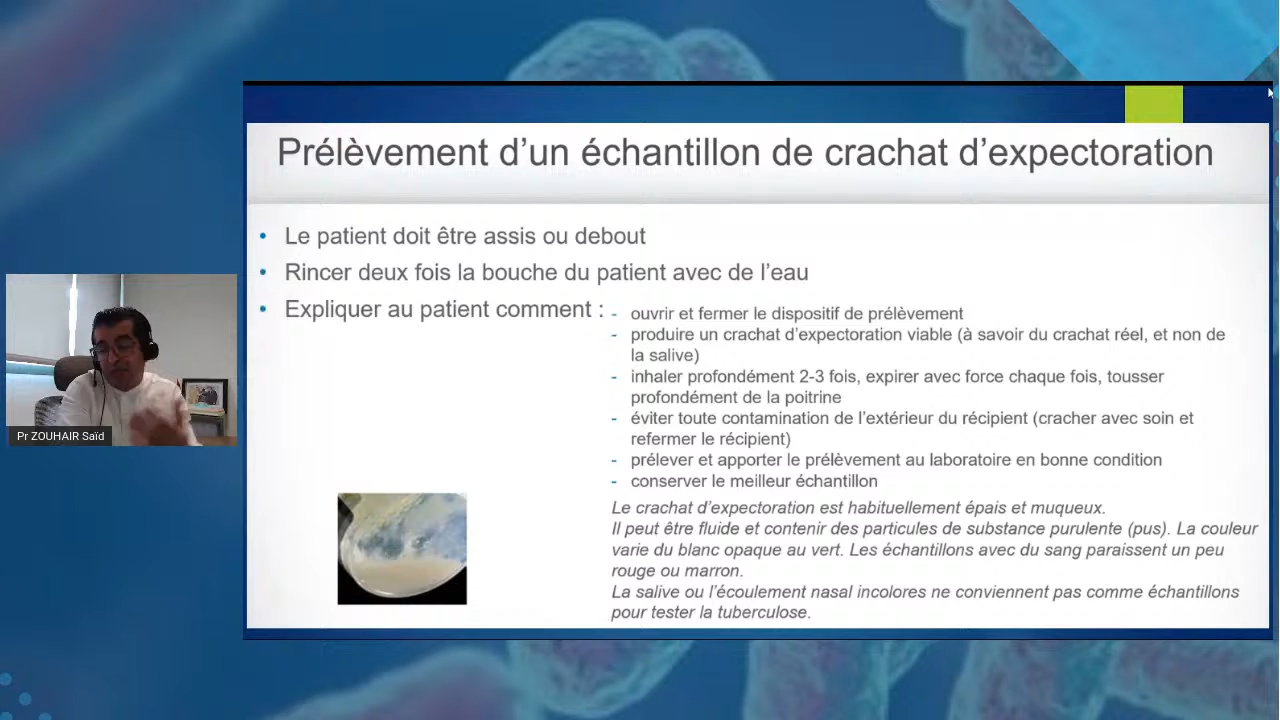 Prélèvement d’un échantillon de crachat d’expectoration
• Le patient doit être assis ou debout
• Rincer deux fois la bouche du patient avec de l’eau
• Expliquer au patient comment :
- ouvrir et fermer le dispositif de prélèvement
- produire un crachat d’expectoration viable (à savoir du crachat réel, et non de
la salive)
- inhaler profondément 2-3 fois, expirer avec force chaque fois, tousser
profondément de la poitrine
- éviter toute contamination de l’extérieur du récipient (cracher avec soin et
refermer le récipient)
- prélever et apporter le prélèvement au laboratoire en bonne condition
- conserver le meilleur échantillon
Le crachat d’expectoration est habituellement épais et muqueux.
Il peut être fluide et contenir des particules de substance purulente (pus). La couleur
varie du blanc opaque au vert. Les échantillons avec du sang paraissent un peu
rouge ou marron.
La salive ou l’écoulement nasal incolores ne conviennent pas comme échantillons
pour tester la tuberculose.
Pr ZOUHAIR Saïd